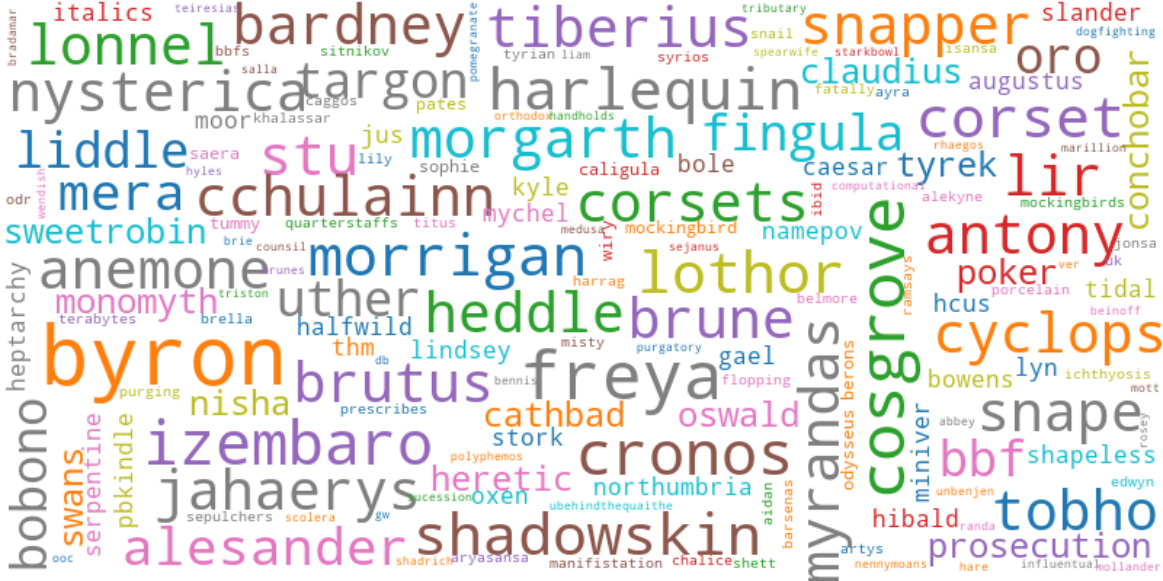 bradamar
italics
teiresias
bardney
pomegranate
tiberius
tributary
snapper
slander
dogfighting
lonnel
bbfs
sitnikov
tyrian
liam
syrios
snail
spearwife
starkbowl
isansa
oro
nysterica
salla
targon
caggos
pates
harlequin
claudius
fatally
ayra
augustus
conchobar
moor
khalassar
jus
orthodox
handholds
morgarth
fingula
corset
liddle
saera
stu
lily
sophie
caligula
bole
caesar
tyrek
rhaegos
marillion
lir
hyles
odr
wendish
mera
cchulainn
kyle
mychel
corsets
ibid
computational
alekyne
mockingbirds
sweetrobin
tummy
quarterstaffs
titus
medusa
wiry
mockingbird
namepov
cosgrove
antony
jonsa
brie
counsil
morrigan
sejanus
uk
anemone
brunes
harrag
lothor
ramsays
poker
ver
heptarchy
monomyth
triston
uther
heddle
brune
belmore
hcus
porcelain
tidal
beinoff
terabytes
brella
halfwild
misty
purgatory
gael
cyclops
byron
thm
db
lindsey
freya
flopping
myrandas
odysseus
berons
lyn
bowens
ichthyosis
mott
purging
nisha
brutus
bennis
prescribes
cathbad
oswald
miniver
abbey
snape
rosey
bobono
swans
serpentine
pbkindle
izembaro
stork
cronos
bbf
shapeless
polyphemos
heretic
northumbria
edwyn
jahaerys
sucession
oxen
ubehindthequaithe
aidan
barsenas
unbenjen
tobho
sepulchers
scolera
gw
hibald
randa
ooc
alesander
shadowskin
shadrich
aryasansa
manifistation
chalice
shett
artys
nennymoans
prosecution
hare
influential
mollander